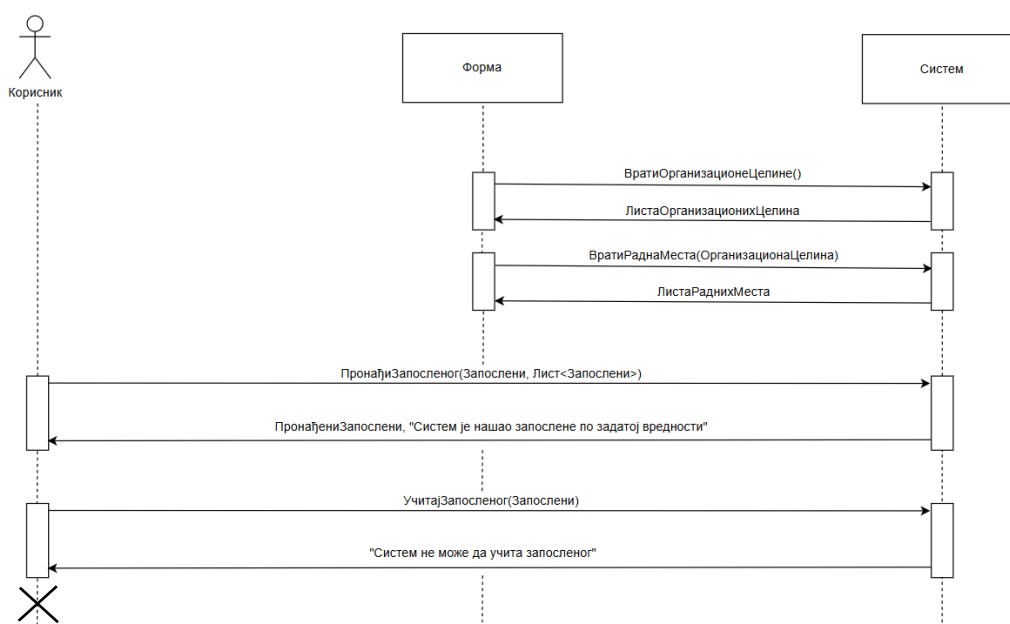 Корисник
Форма
Систем
ВратиОрганизационеЦелине()
ЛистаОрганизационихЦелина
ВратиРаднаМеста(ОрганизационаЦелина)
ЛистаРаднихМеста
ПронађиЗапосленог(Запослени, Лист<Запослени>)
ПронађениЗапослени, "Систем је нашао запослене по задатој вредности"
УчитајЗапосленог(Запослени)
"Систем не може да учита запосленог"